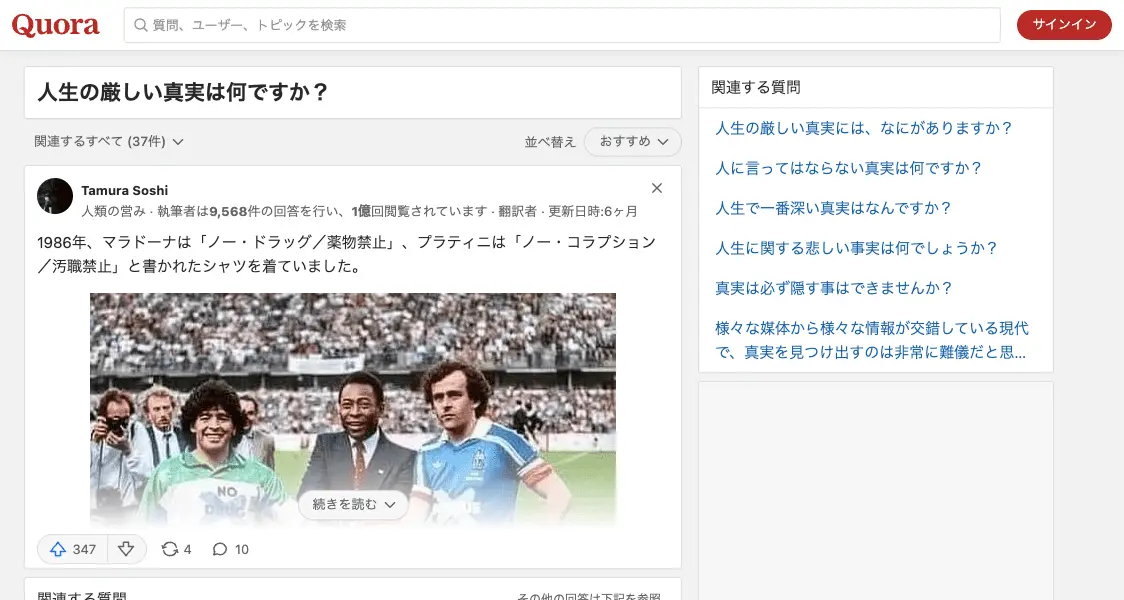 Quora
質問、ユーザー、トピックを検索
サインイン
人生の厳しい真実は何ですか？
関連するすべて (37件)
並べ替え
おすすめ
Tamura Soshi
人類の営み · 執筆者は9,568件の回答を行い、1億回閲覧されています · 翻訳者 · 更新日時:6ヶ月
1986年、マラドーナは「ノー・ドラッグ／薬物禁止」、プラティニは「ノー・コラプション
／汚職禁止」と書かれたシャツを着ていました。
NO
続きを読む
347
4
10
関連する質問
その他の回答は下記を参照
関連する質問
人生の厳しい真実には、なにがありますか？
人に言ってはならない真実は何ですか？
人生で一番深い真実はなんですか？
人生に関する悲しい事実は何でしょうか？
真実は必ず隠す事はできませんか？
様々な媒体から様々な情報が交錯している現代
で、真実を見つけ出すのは非常に難儀だと思...